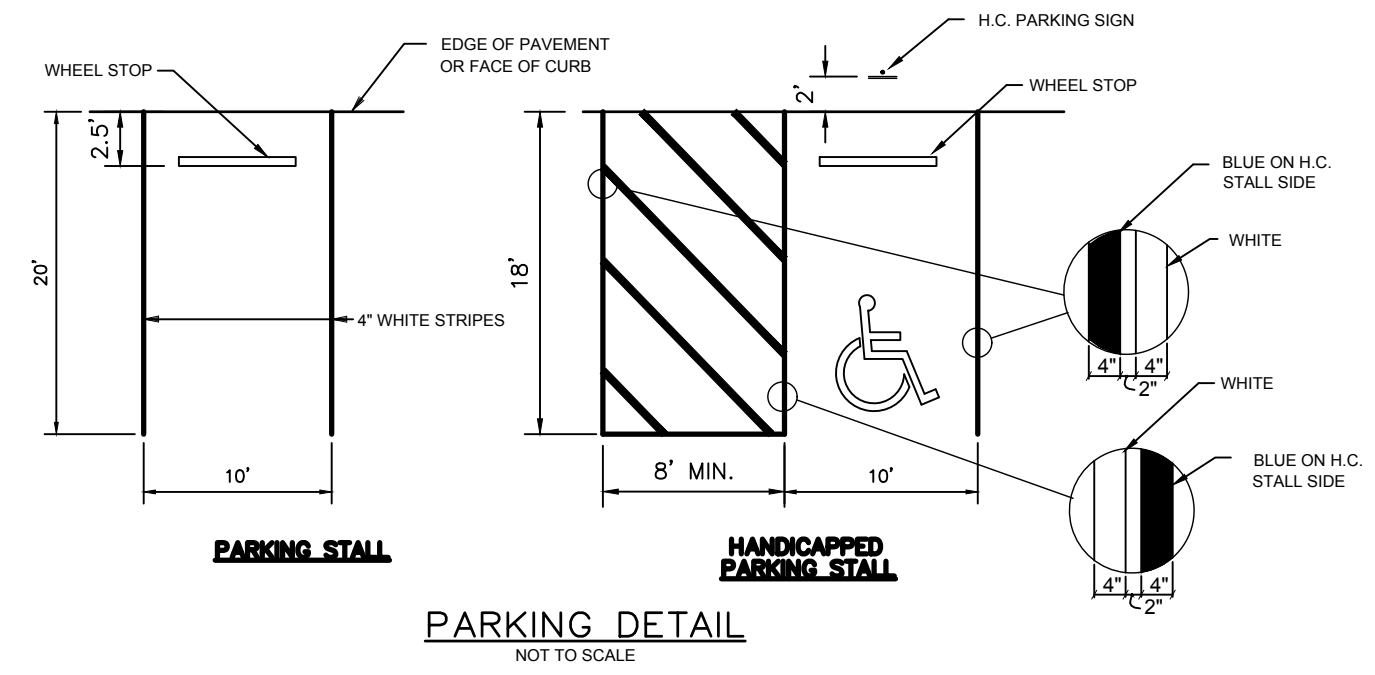 H.C. PARKING SIGN
EDGE OF PAVEMENT
OR FACE OF CURB
WHEEL STOP
WHEEL STOP
2'
2.5'
BLUE ON H.C.
STALL SIDE
WHITE
20'
18'
4" WHITE STRIPES
4" 4"
2"
WHITE
BLUE ON H.C.
STALL SIDE
10'
8' MIN.
10'
4" 4"
2"
PARKING STALL
HANDICAPPED
PARKING STALL
PARKING DETAIL
NOT TO SCALE